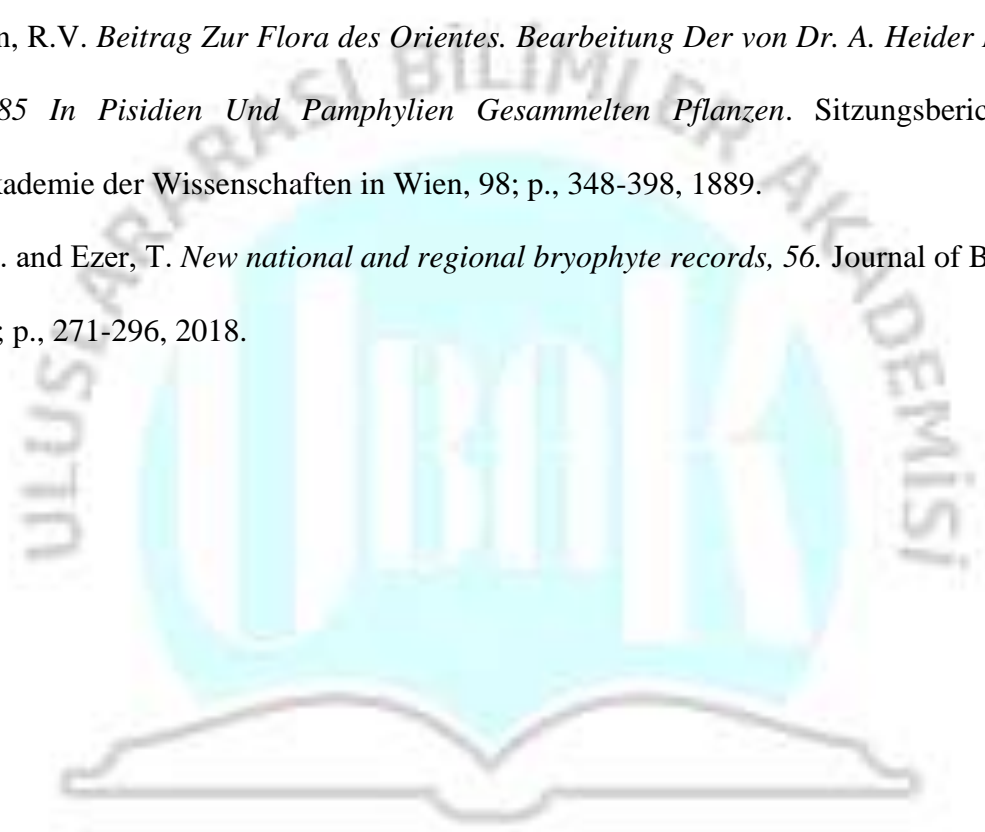 n, R.V. Beitrag Zur Flora des Orientes. Bearbeitung Der von Dr. A. Heider
85 In Pisidien Und Pamphylien Gesammelten Pflanzen. Sitzungsberic
kademie der Wissenschaften in Wien, 98; p., 348-398, 1889.
. and Ezer, T. New national and regional bryophyte records, 56. Journal of B
; p., 271-296, 2018.
ULUSLARARASI BİLİMLER AKADEMİSİ
UBAK